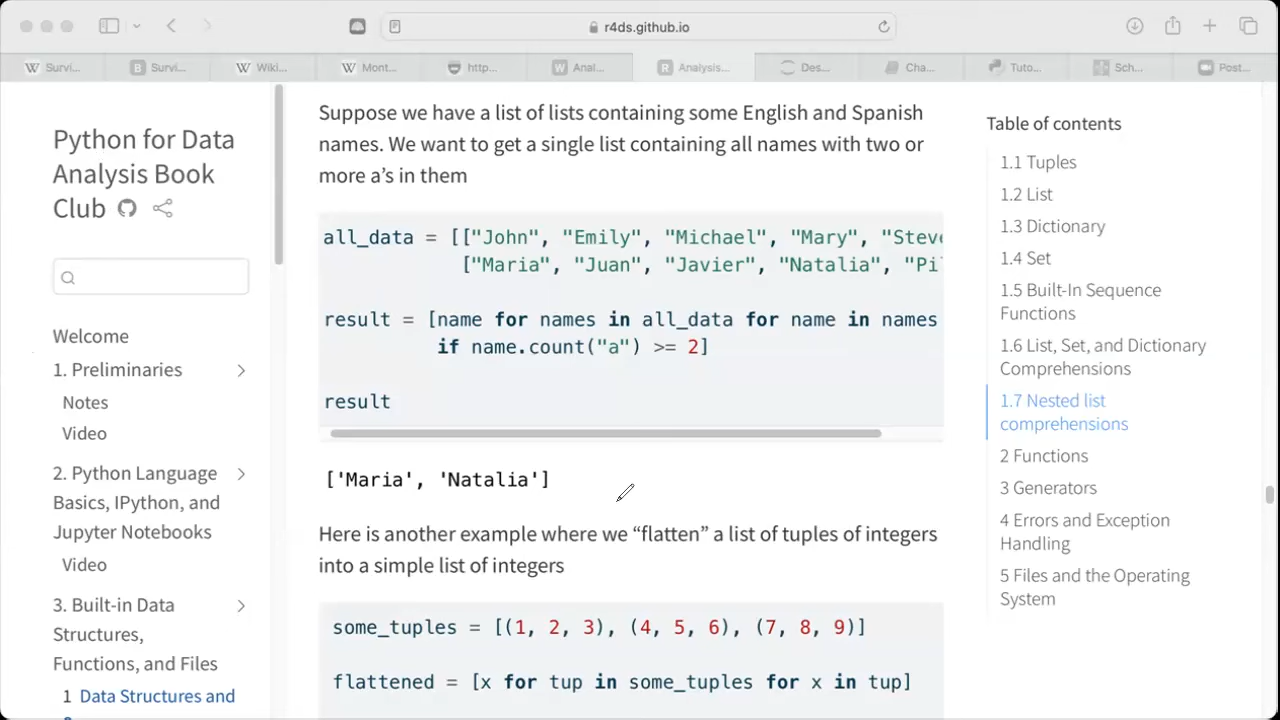 r4ds.github.io
Survi...
Survi...
Wiki...
Mont...
http...
Anal...
Analysis...
Des...
Cha...
Tuto...
Sch...
Post...
Python for Data
Analysis Book
Club
Welcome
1. Preliminaries
Notes
Video
2. Python Language
Basics, IPython, and
Jupyter Notebooks
Video
3. Built-in Data
Structures,
Functions, and Files
1 Data Structures and
Suppose we have a list of lists containing some English and Spanish
names. We want to get a single list containing all names with two or
more a’s in them
all_data = [["John", "Emily", "Michael", "Mary", "Steve
["Maria", "Juan", "Javier", "Natalia", "Pil
result = [name for names in all_data for name in names
if name.count("a") >= 2]
result
['Maria', 'Natalia']
Here is another example where we “flatten” a list of tuples of integers
into a simple list of integers
some_tuples = [(1, 2, 3), (4, 5, 6), (7, 8, 9)]
flattened = [x for tup in some_tuples for x in tup]
Table of contents
1.1 Tuples
1.2 List
1.3 Dictionary
1.4 Set
1.5 Built-In Sequence
Functions
1.6 List, Set, and Dictionary
Comprehensions
1.7 Nested list
comprehensions
2 Functions
3 Generators
4 Errors and Exception
Handling
5 Files and the Operating
System